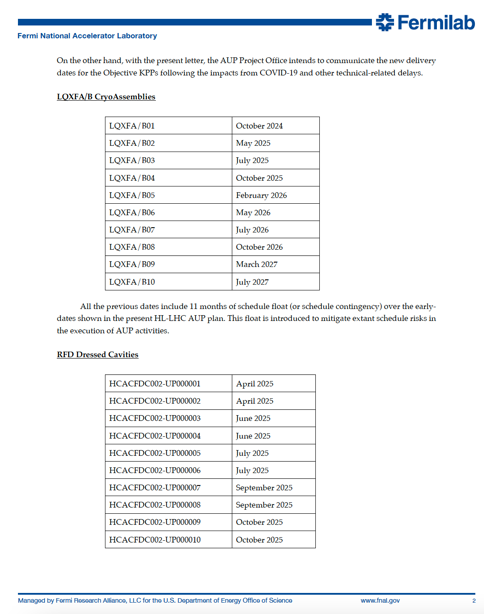 Fermilab
Fermi National Accelerator Laboratory
On the other hand, with the present letter, the AUP Project Office intends to communicate the new delivery
dates for the Objective KPPs following the impacts from COVID-19 and other technical-related delays.
LQXFA/B CryoAssemblies
LQXFA/B01 October 2024
LQXFA/B02 May 2025
LQXFA/B03 July 2025
LQXFA/B04 October 2025
LQXFA/B05 February 2026
LQXFA/B06 May 2026
LQXFA/B07 July 2026
LQXFA/B08 October 2026
LQXFA/B09 March 2027
LQXFA/B10 July 2027
All the previous dates include 11 months of schedule float (or schedule contingency) over the early-
dates shown in the present HL-LHC AUP plan. This float is introduced to mitigate extant schedule risks in
the execution of AUP activities.
RFD Dressed Cavities
HCACFDC002-UP000001 April 2025
HCACFDC002-UP000002 April 2025
HCACFDC002-UP000003 June 2025
HCACFDC002-UP000004 June 2025
HCACFDC002-UP000005 July 2025
HCACFDC002-UP000006 July 2025
HCACFDC002-UP000007 September 2025
HCACFDC002-UP000008 September 2025
HCACFDC002-UP000009 October 2025
HCACFDC002-UP000010 October 2025
Managed by Fermi Research Alliance, LLC for the U.S. Department of Energy Office of Science www.fnal.gov 2